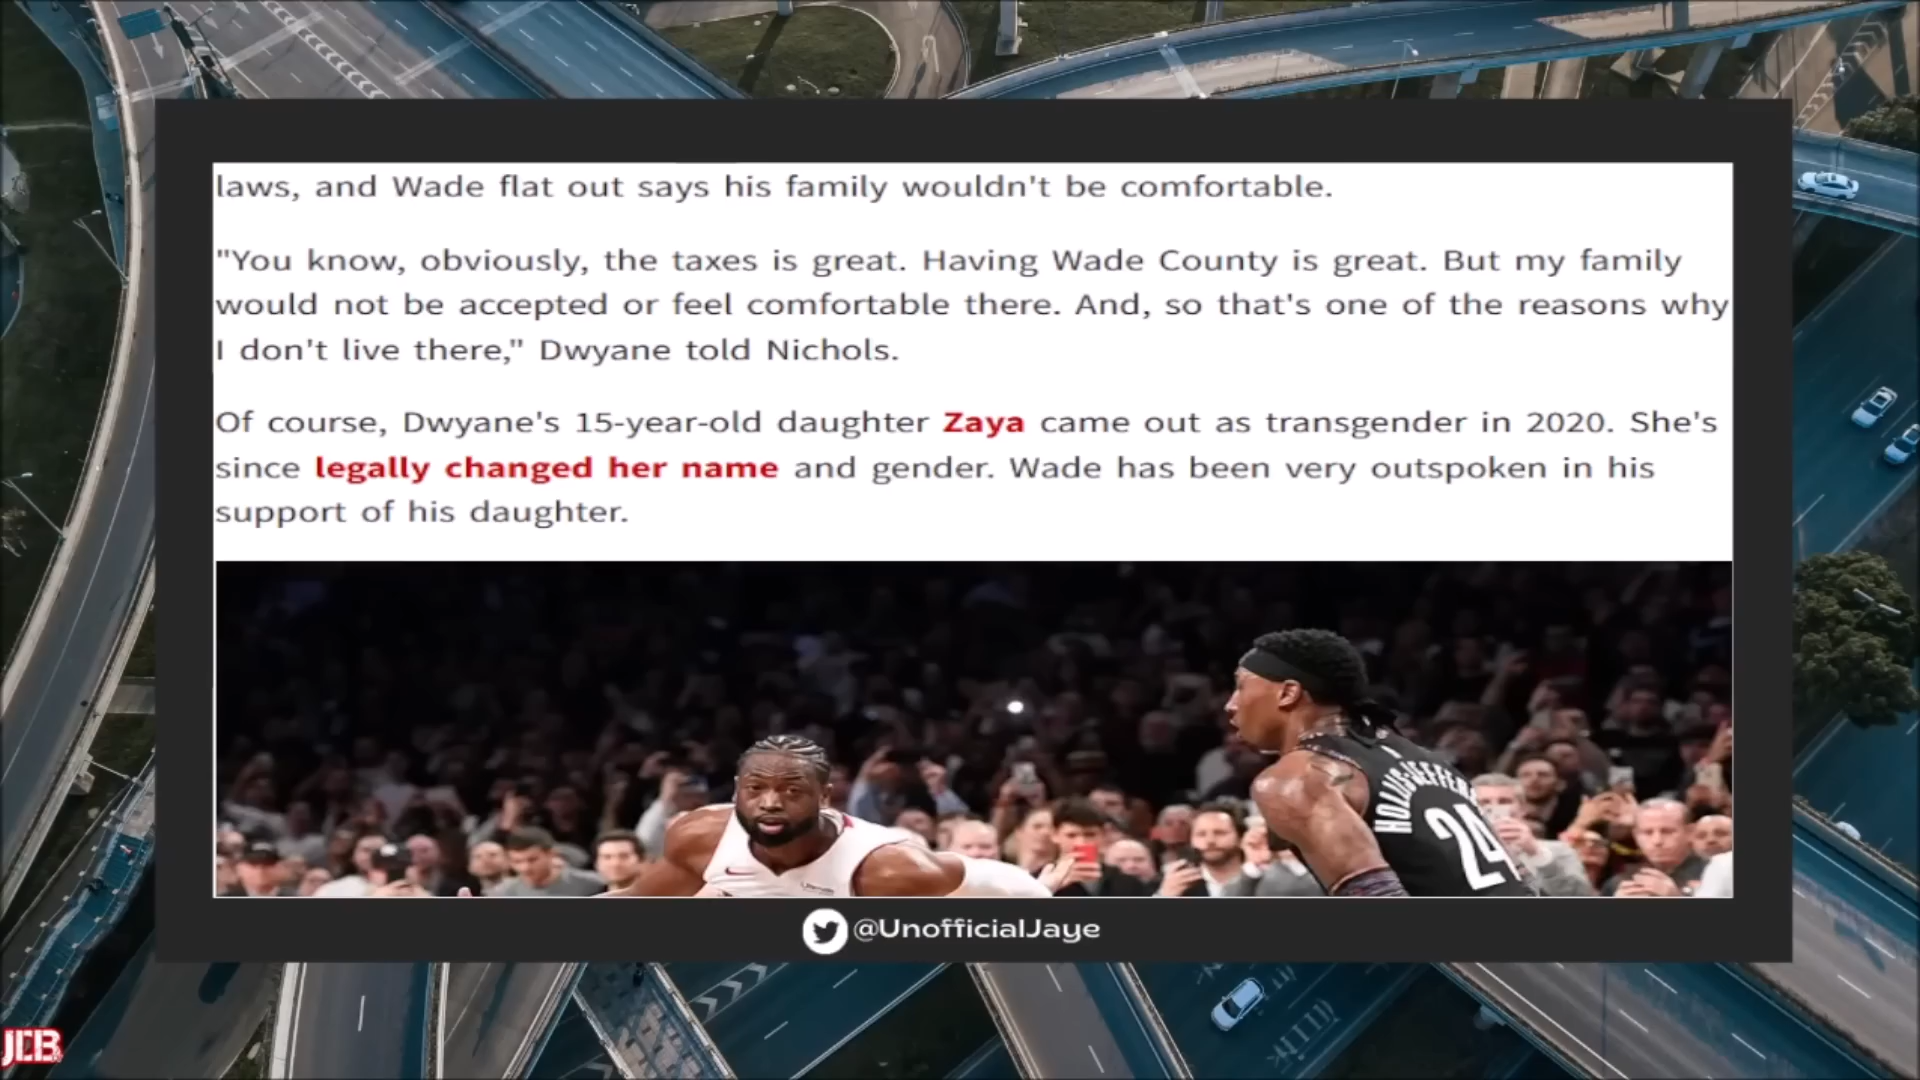 laws, and Wade flat out says his family wouldn't be comfortable.
"You know, obviously, the taxes is great. Having Wade County is great. But my family
would not be accepted or feel comfortable there. And, so that's one of the reasons why
I don't live there," Dwyane told Nichols.
Of course, Dwyane's 15-year-old daughter Zaya came out as transgender in 2020. She's
since legally changed her name and gender. Wade has been very outspoken in his
support of his daughter.
24
@UnofficialJaye
JEB